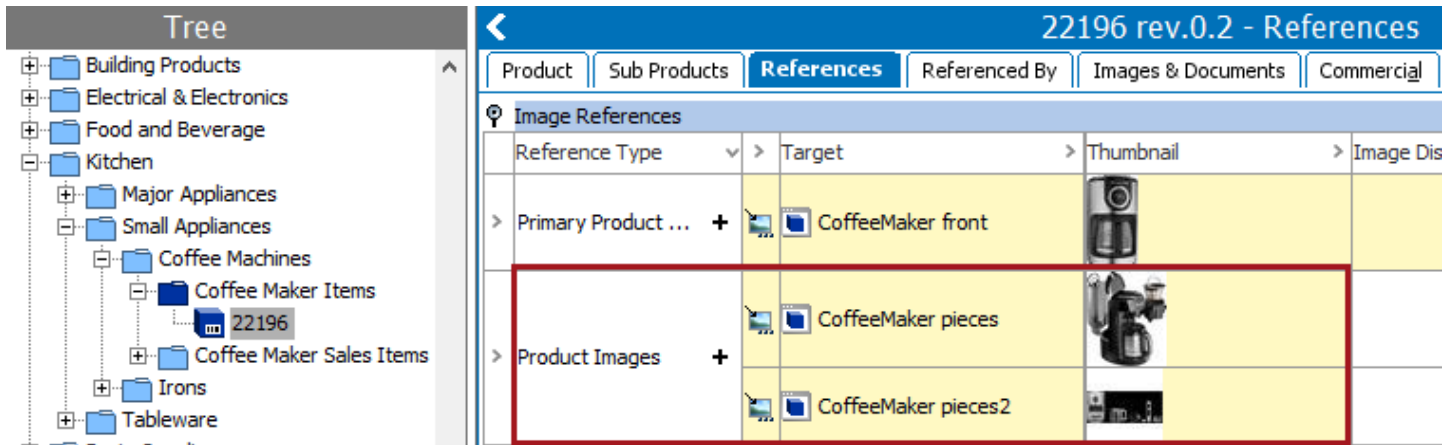 Tree
Building Products
Electrical & Electronics
Food and Beverage
Kitchen
Major Appliances
Small Appliances
Coffee Machines
Coffee Maker Items
22196
Coffee Maker Sales Items
Irons
Tableware
22196 rev.0.2 - References
Product Sub Products References Referenced By Images & Documents Commercial
Image References
Reference Type Target Thumbnail Image Dis
Primary Product ... CoffeeMaker front
Product Images CoffeeMaker pieces
CoffeeMaker pieces2